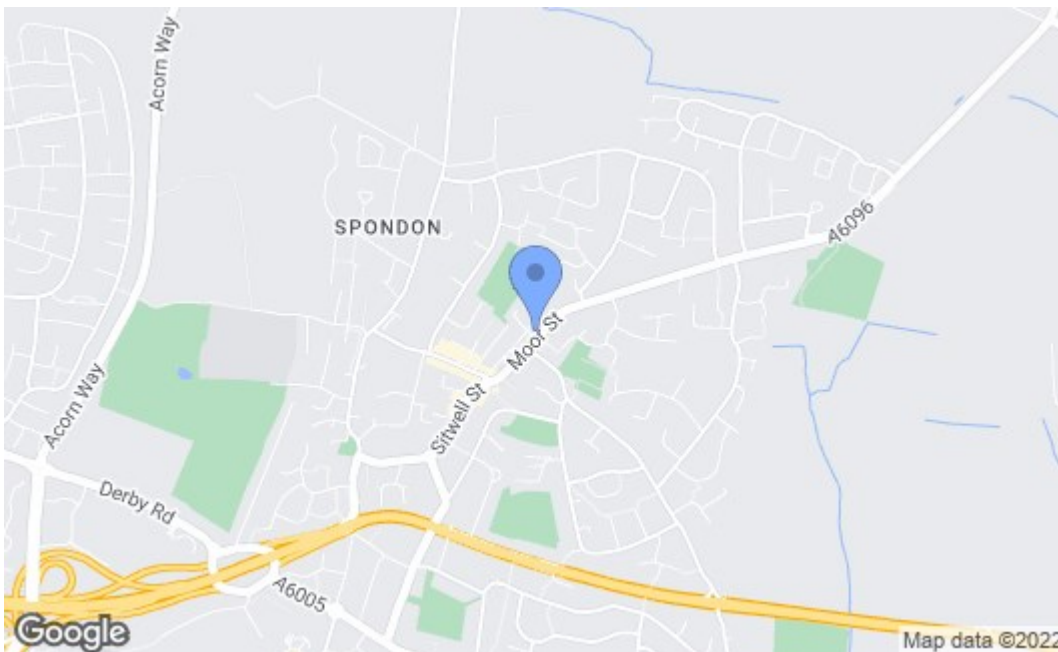 Acorn Way
SPONDON
A6096
Moor St
Acorn Way
Sitwell St
Derby Rd
A6005
Google
Map data ©2022